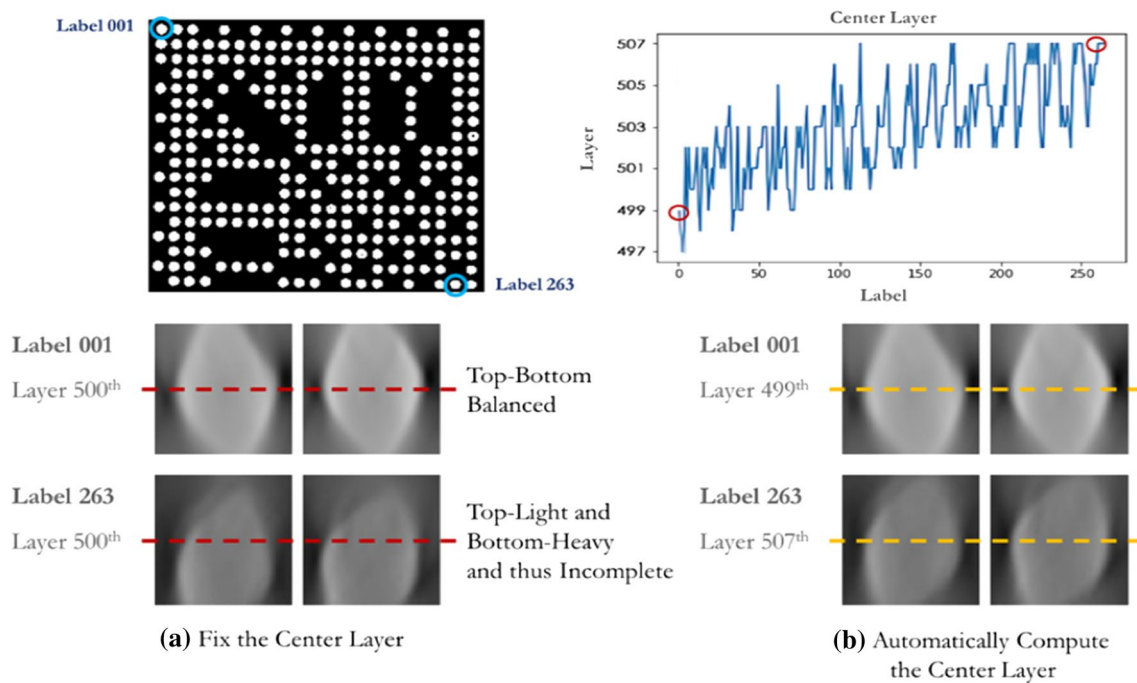 Label 001
Label 263
Center Layer
Layer
507
505
503
501
499
497
0
50
100
150
200
250
Label
Label 001
Layer 500th
Top-Bottom
Balanced
Label 263
Layer 500th
Top-Light and
Bottom-Heavy
and thus Incomplete
(a) Fix the Center Layer
Label 001
Layer 499th
Label 263
Layer 507th
(b) Automatically Compute
the Center Layer